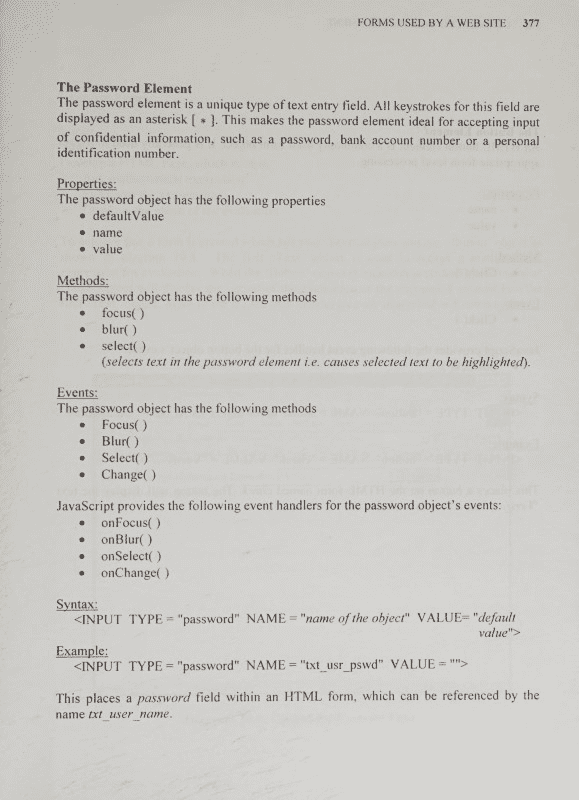 FORMS USED BY A WEB SITE 377
The Password Element
The password element is a unique type of text entry field. All keystrokes for this field are
displayed as an asterisk [ * ]. This makes the password element ideal for accepting input
of confidential information, such as a password, bank account number or a personal
identification number.
Properties:
The password object has the following properties
• defaultValue
• name
• value
Methods:
The password object has the following methods
• focus( )
• blur( )
• select( )
(selects text in the password element i.e. causes selected text to be highlighted).
Events:
The password object has the following methods
• Focus( )
• Blur( )
• Select( )
• Change( )
JavaScript provides the following event handlers for the password object's events:
• onFocus( )
• onBlur( )
• onSelect( )
• onChange( )
Syntax:
<INPUT TYPE = "password" NAME = "name of the object" VALUE= "default
value">
Example:
<INPUT TYPE = "password" NAME = "txt_usr_pswd" VALUE = "">
This places a password field within an HTML form, which can be referenced by the
name txt_user_name.